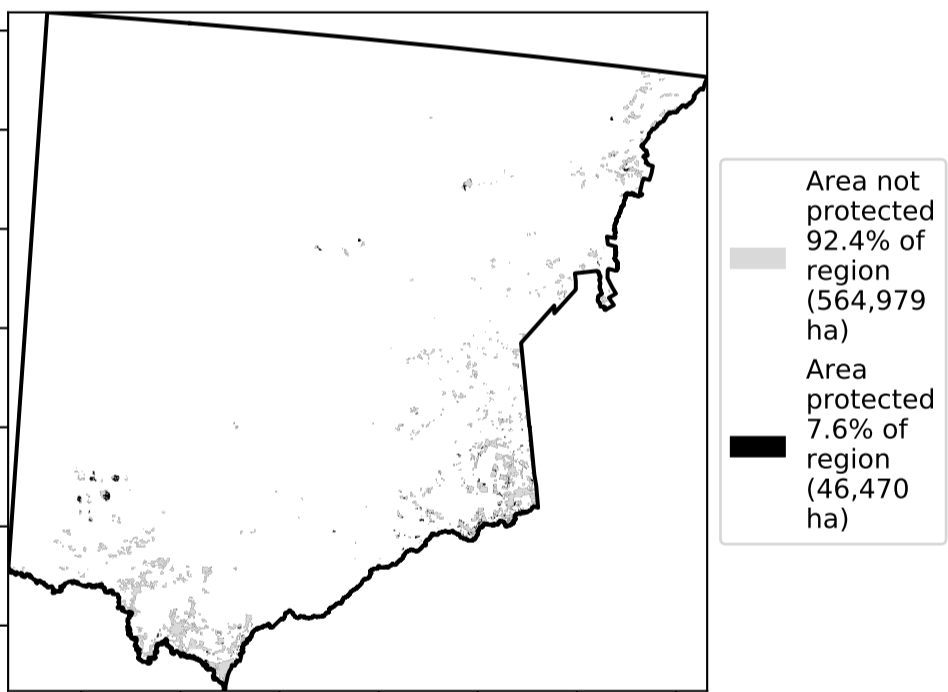 Area not
protected
92.4% of
region
(564,979
ha)
Area
protected
7.6% of
region
(46,470
ha)